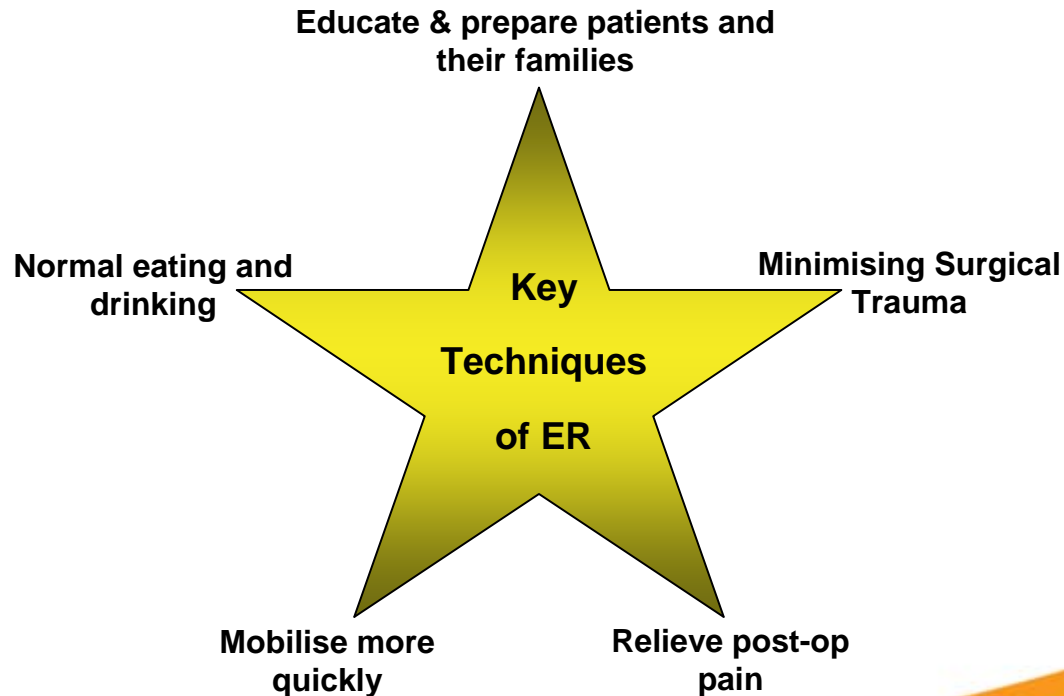 Educate & prepare patients and
their families
Normal eating and
drinking
Minimising Surgical
Trauma
Key
Techniques
of ER
Mobilise more
quickly
Relieve post-op
pain